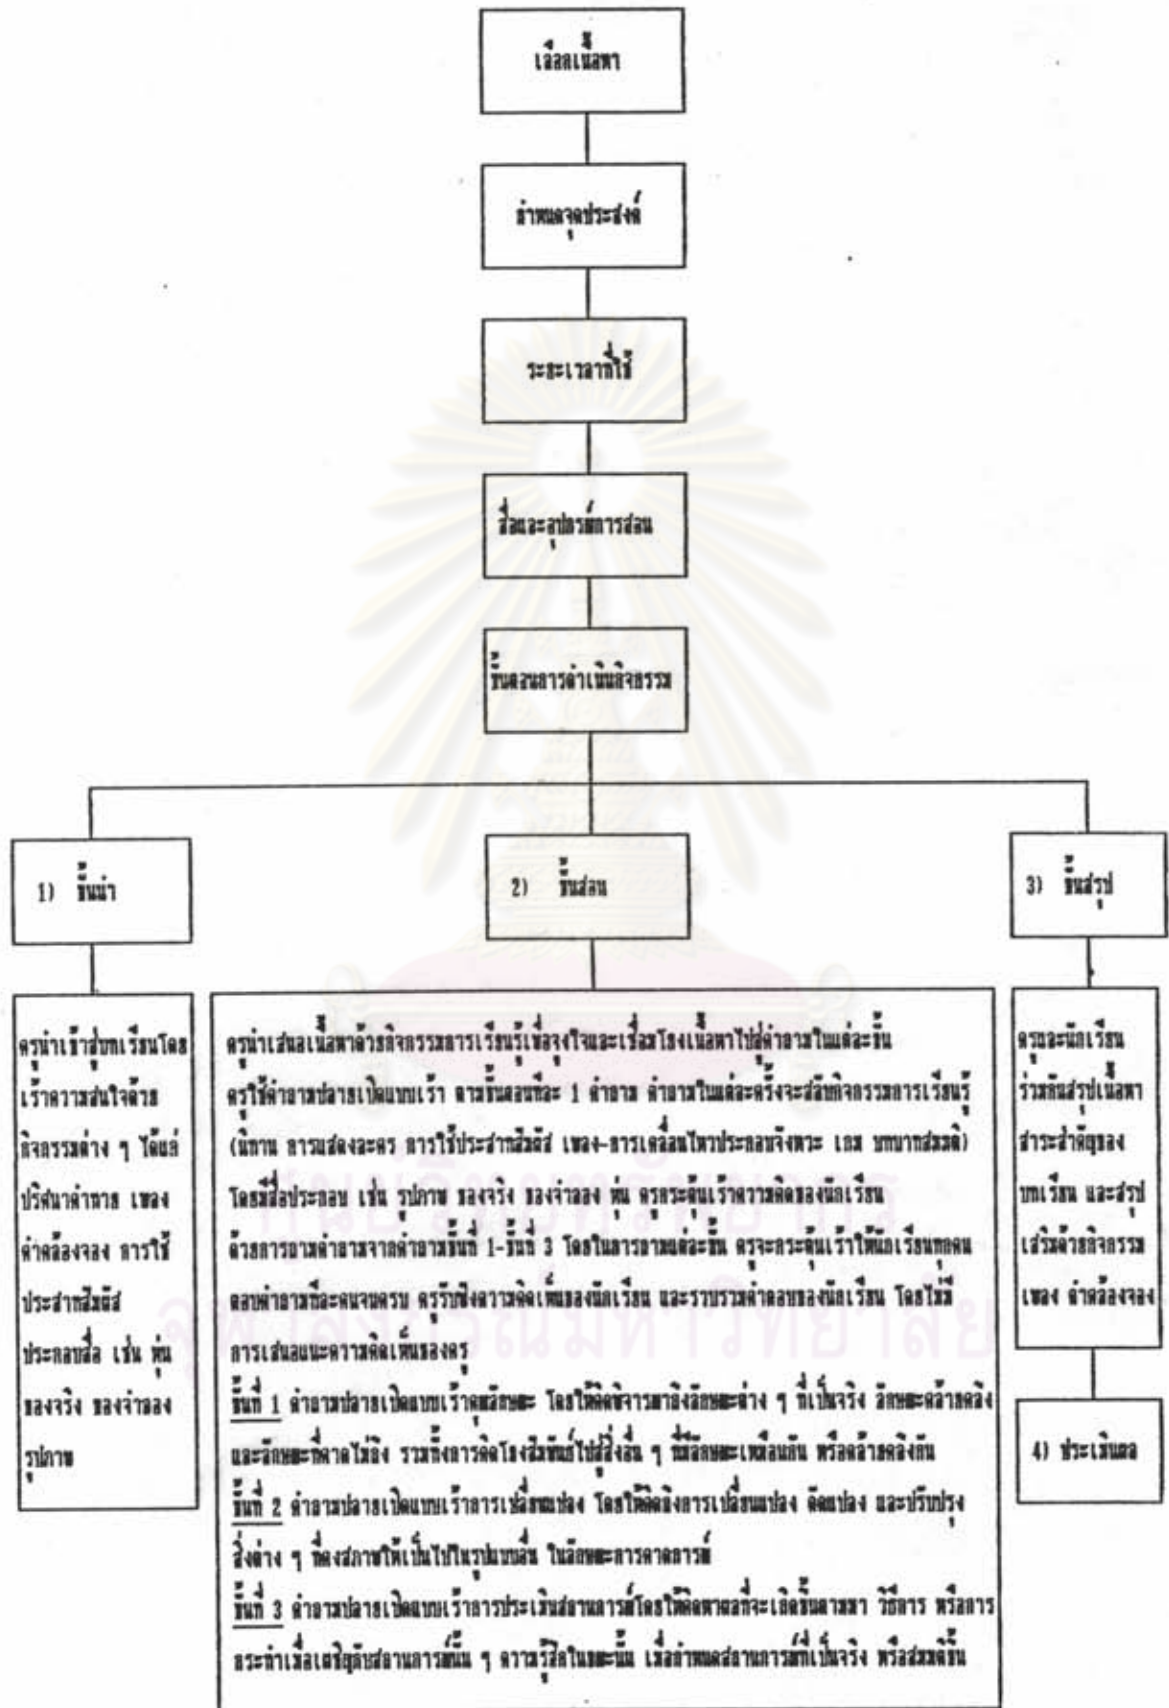 เลือกเนื้อหา
กำหนดจุดประสงค์
ระยะเวลาที่ใช้
สื่อและอุปกรณ์การสอน
ขั้นตอนการดำเนินกิจกรรม
1) ขั้นนำ
2) ขั้นสอน
3) ขั้นสรุป
ครูนำเข้าสู่บทเรียนโดย
เร้าความสนใจด้วย
กิจกรรมต่าง ๆ ได้แก่
ปริศนาคำทาย เพลง
คำคล้องจอง การใช้
ประสาทสัมผัส
ประกอบสื่อ เช่น หุ่น
ของจริง ของจำลอง
รูปภาพ
ครูนำเสนอเนื้อหาด้วยกิจกรรมการเรียนรู้เพื่อจูงใจและเชื่อมโยงเนื้อหาไปสู่คำถามในแต่ละขั้น
ครูใช้คำถามปลายเปิดแบบเร้า ตามขั้นตอนทีละ 1 คำถาม คำถามในแต่ละครั้งจะสลับกิจกรรมการเรียนรู้
(นิทาน การแสดงละคร การใช้ประสาทสัมผัส เพลง-การเคลื่อนไหวประกอบจังหวะ เกม บทบาทสมมติ)
โดยมีสื่อประกอบ เช่น รูปภาพ ของจริง ของจำลอง หุ่น ครูกระตุ้นเร้าความคิดของนักเรียน
ด้วยการถามคำถามจากคำถามขั้นที่ 1-ขั้นที่ 3 โดยในการถามแต่ละขั้น ครูจะกระตุ้นเร้าให้นักเรียนทุกคน
ตอบคำถามทีละคนจนครบ ครูรับฟังความคิดเห็นของนักเรียน และรวบรวมคำตอบของนักเรียน โดยไม่มี
การเสนอแนะความคิดเห็นของครู
ขั้นที่ 1 คำถามปลายเปิดแบบเร้าคุณลักษณะ โดยให้คิดพิจารณาถึงลักษณะต่าง ๆ ที่เป็นจริง ลักษณะคล้ายคลึง
และลักษณะที่คาดไม่ถึง รวมทั้งการคิดโยงสัมพันธ์ไปสู่สิ่งอื่น ๆ ที่มีลักษณะเหมือนกัน หรือคล้ายคลึงกัน
ขั้นที่ 2 คำถามปลายเปิดแบบเร้าการเปลี่ยนแปลง โดยให้คิดถึงการเปลี่ยนแปลง ดัดแปลง และปรับปรุง
สิ่งต่าง ๆ ที่คงสภาพให้เป็นไปในรูปแบบอื่น ในลักษณะการคาดการณ์
ขั้นที่ 3 คำถามปลายเปิดแบบเร้าการประเมินสถานการณ์โดยให้คิดหาผลที่จะเกิดขึ้นตามมา วิธีการ หรือการ
กระทำเมื่อเผชิญกับสถานการณ์นั้น ๆ ความรู้สึกในขณะนั้น เมื่อกำหนดสถานการณ์ที่เป็นจริง หรือสมมติขึ้น
ครูและนักเรียน
ร่วมกันสรุปเนื้อหา
สาระสำคัญของ
บทเรียน และสรุป
เสริมด้วยกิจกรรม
เพลง คำคล้องจอง
4) ประเมินผล
ศูนย์วิทยทรัพยากร
จุฬาลงกรณ์มหาวิทยาลัย